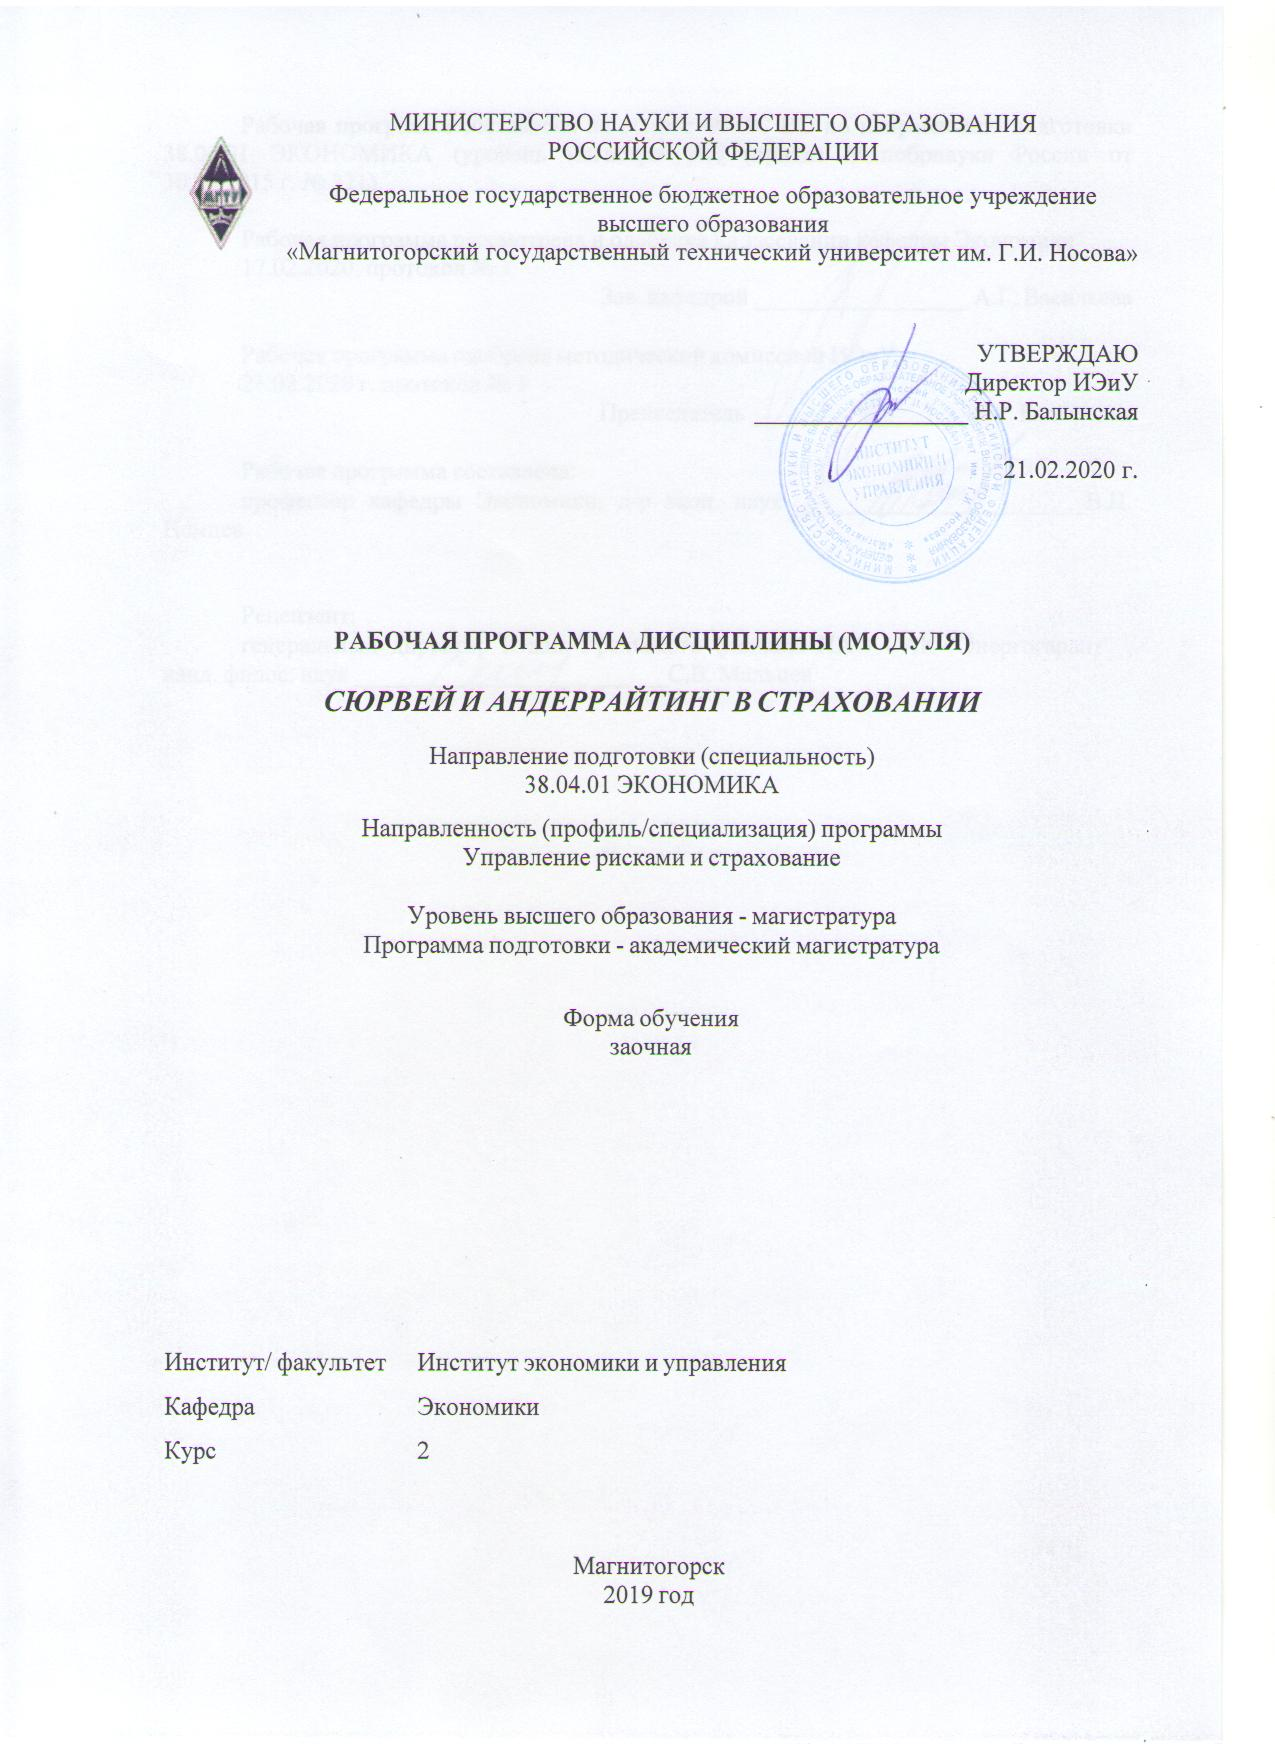 МИНИСТЕРСТВО НАУКИ И ВЫСШЕГО ОБРАЗОВАНИЯ
РОССИЙСКОЙ ФЕДЕРАЦИИ
Федеральное государственное бюджетное образовательное учреждение
высшего образования
«Магнитогорский государственный технический университет им. Г.И. Носова»
УТВЕРЖДАЮ
Директор ИЭиУ
Н.Р. Балынская
21.02.2020 г.
ИНСТИТУТ
ЭКОНОМИКИ И
УПРАВЛЕНИЯ
РАБОЧАЯ ПРОГРАММА ДИСЦИПЛИНЫ (МОДУЛЯ)
СЮРВЕЙ И АНДЕРРАЙТИНГ В СТРАХОВАНИИ
Направление подготовки (специальность)
38.04.01 ЭКОНОМИКА
Направленность (профиль/специализация) программы
Управление рисками и страхование
Уровень высшего образования - магистратура
Программа подготовки - академический магистратура
Форма обучения
заочная
Институт/ факультет Институт экономики и управления
Кафедра Экономики
Курс 2
Магнитогорск
2019 год